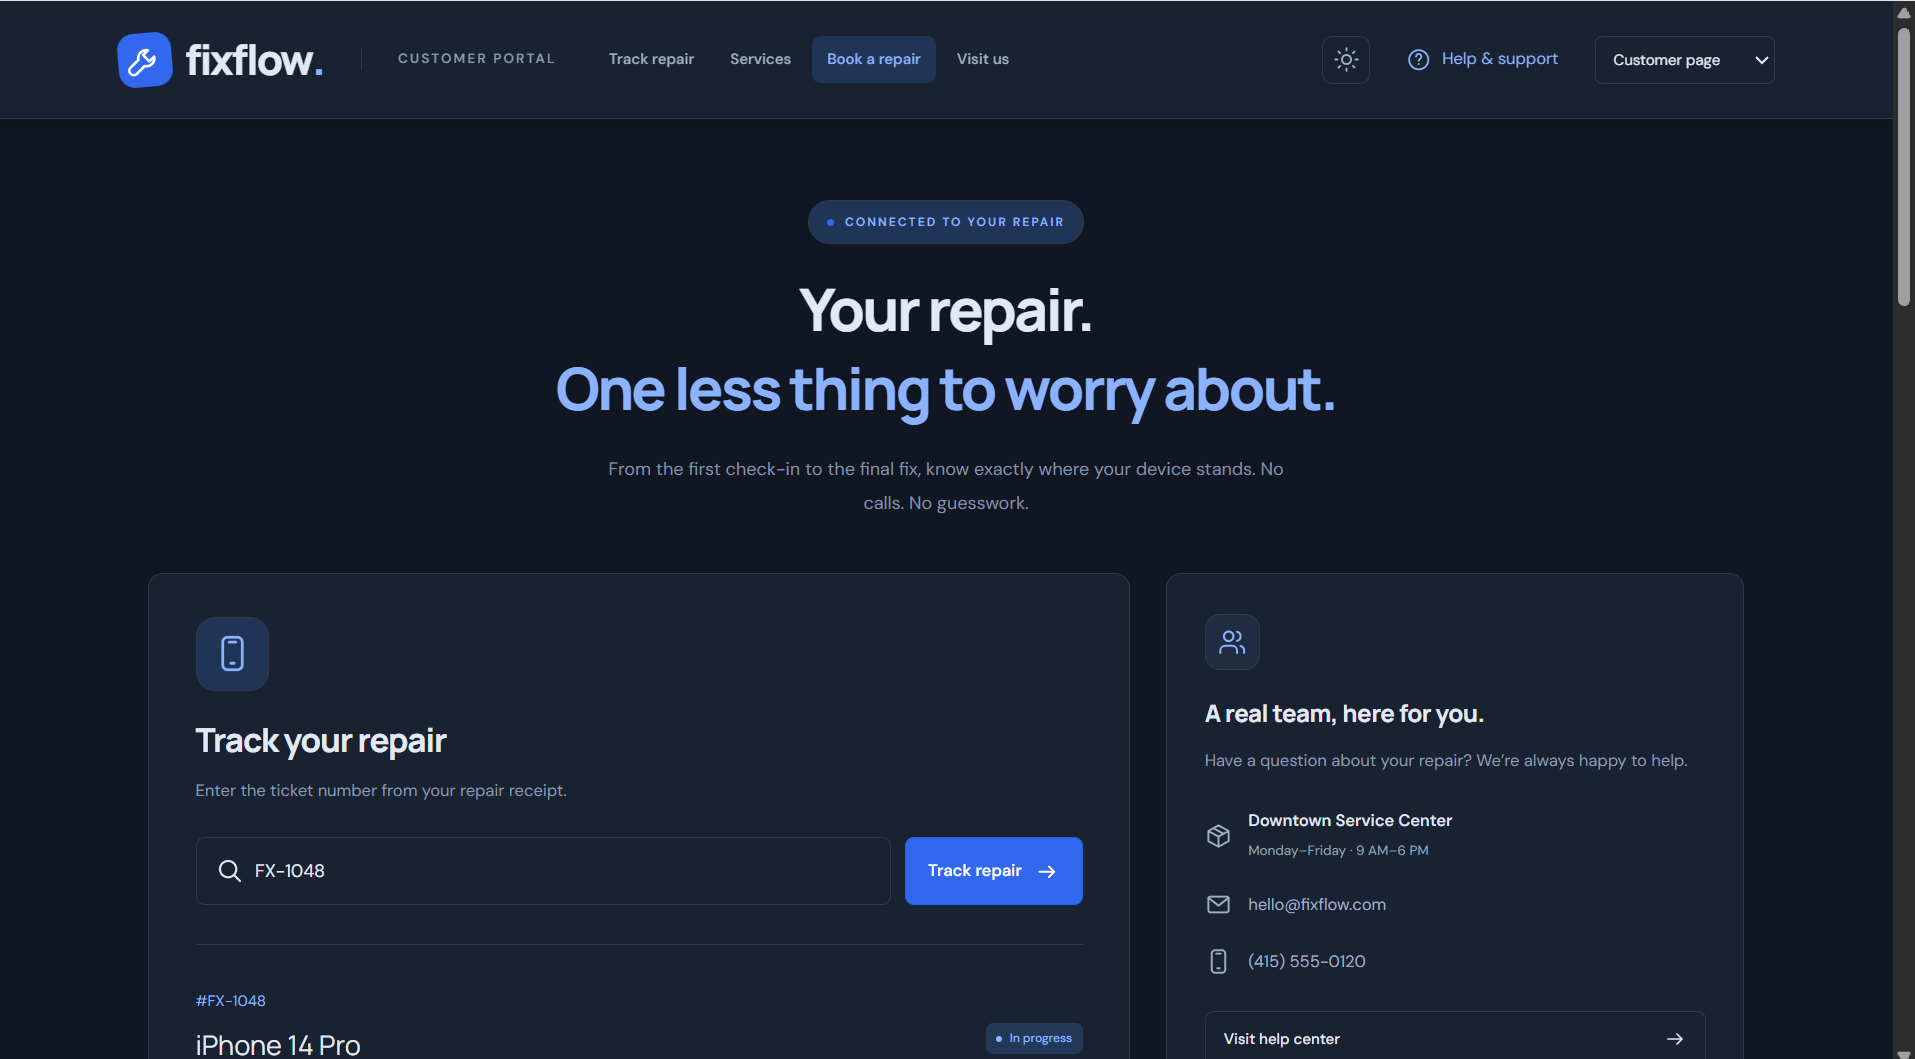 fixflow.
CUSTOMER PORTAL
Track repair
Services
Book a repair
Visit us
Help & support
Customer page
CONNECTED TO YOUR REPAIR
Your repair.
One less thing to worry about.
From the first check-in to the final fix, know exactly where your device stands. No
calls. No guesswork.
Track your repair
Enter the ticket number from your repair receipt.
FX-1048
Track repair
#FX-1048
iPhone 14 Pro
In progress
A real team, here for you.
Have a question about your repair? We’re always happy to help.
Downtown Service Center
Monday–Friday · 9 AM–6 PM
hello@fixflow.com
(415) 555-0120
Visit help center